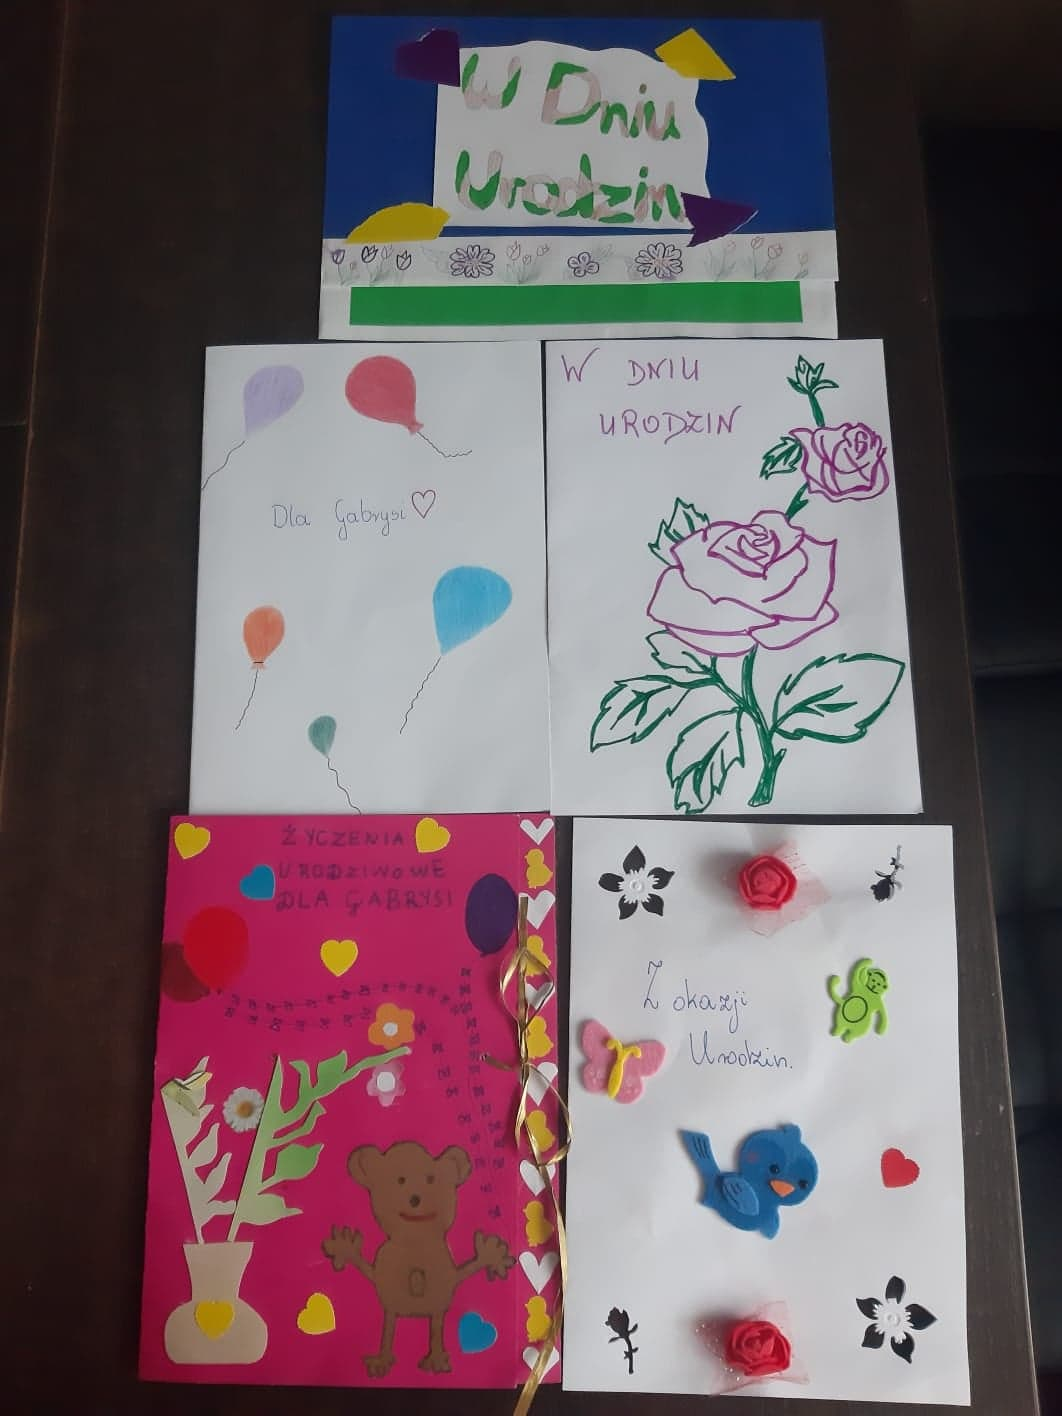 W Dniu
Urodzin
Dla Gabrysi
W DNIU
URODZIN
ŻYCZENIA
URODZINOWE
DLA GABRYSI
Z okazji
Urodzin.